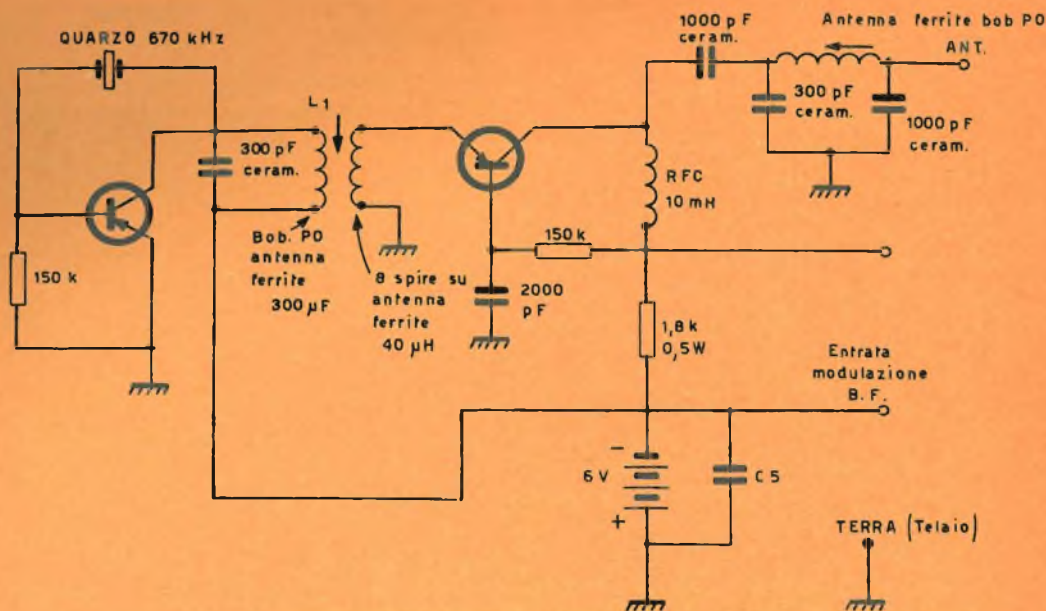 QUARZO 670 kHz
150 k
300 pF
ceram.
L1
Bob. PO
antenna
ferrite
300 µF
8 spire su
antenna
ferrite
40 µH
2000
pF
150 k
1000 pF
ceram.
Antenna ferrite bob PO
ANT.
300 pF
ceram.
1000 pF
ceram.
RFC
10 mH
1,8k
0,5W
Entrata
modulazione
B. F.
-
6 V
+
C 5
TERRA (Telaio)